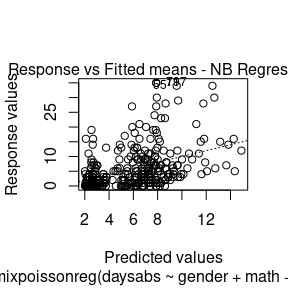 Response vs Fitted means - NB Regres
Response values
25
10
0
2 4 6 8 12
Predicted values
mixpoissonreg(daysabs ~ gender + math -